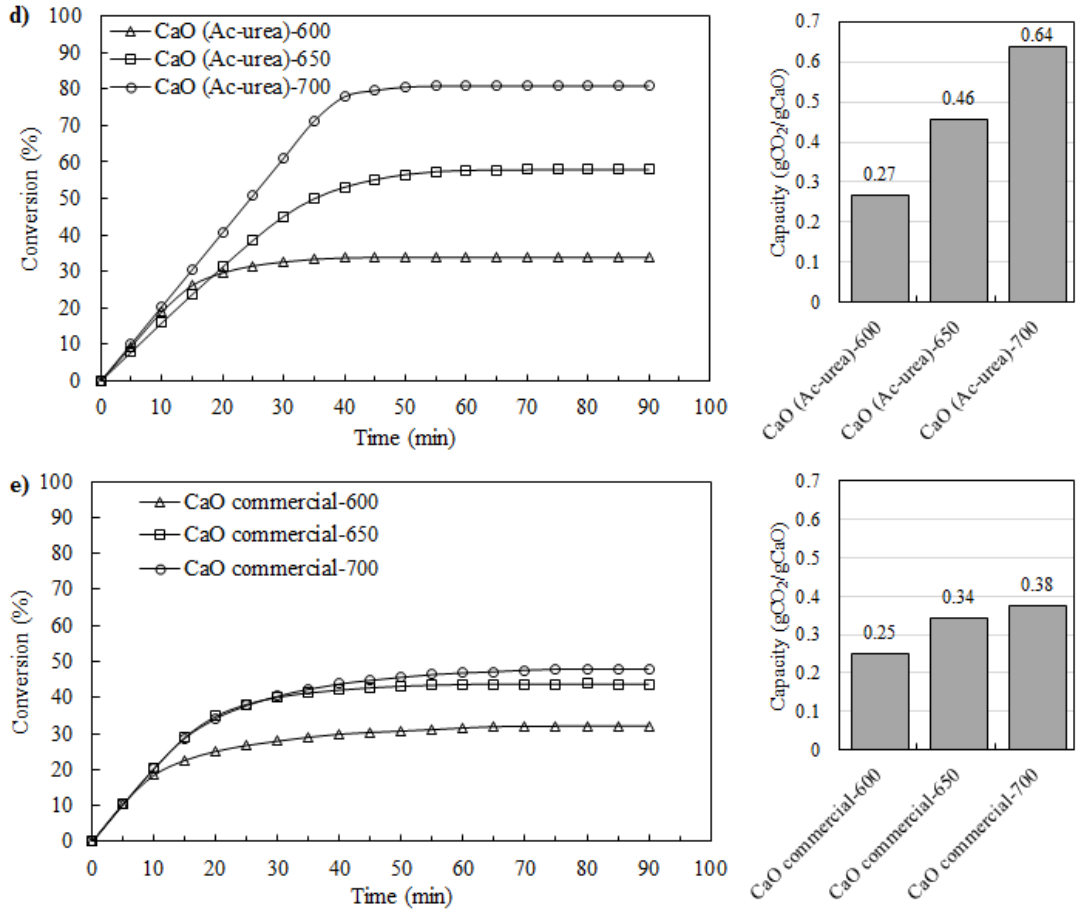 d)
100
90
80
70
60
50
40
30
20
10
0
Conversion (%)
CaO (Ac-urea)-600
CaO (Ac-urea)-650
CaO (Ac-urea)-700
0 10 20 30 40 50 60 70 80 90 100
Time (min)
0.7
0.6
0.5
0.4
0.3
0.2
0.1
0
Capacity (gCO₂/gCaO)
0.27
0.46
0.64
CaO (Ac-urea)-600
CaO (Ac-urea)-650
CaO (Ac-urea)-700
e)
100
90
80
70
60
50
40
30
20
10
0
Conversion (%)
CaO commercial-600
CaO commercial-650
CaO commercial-700
0 10 20 30 40 50 60 70 80 90 100
Time (min)
0.7
0.6
0.5
0.4
0.3
0.2
0.1
0
Capacity (gCO₂/gCaO)
0.25
0.34
0.38
CaO commercial-600
CaO commercial-650
CaO commercial-700